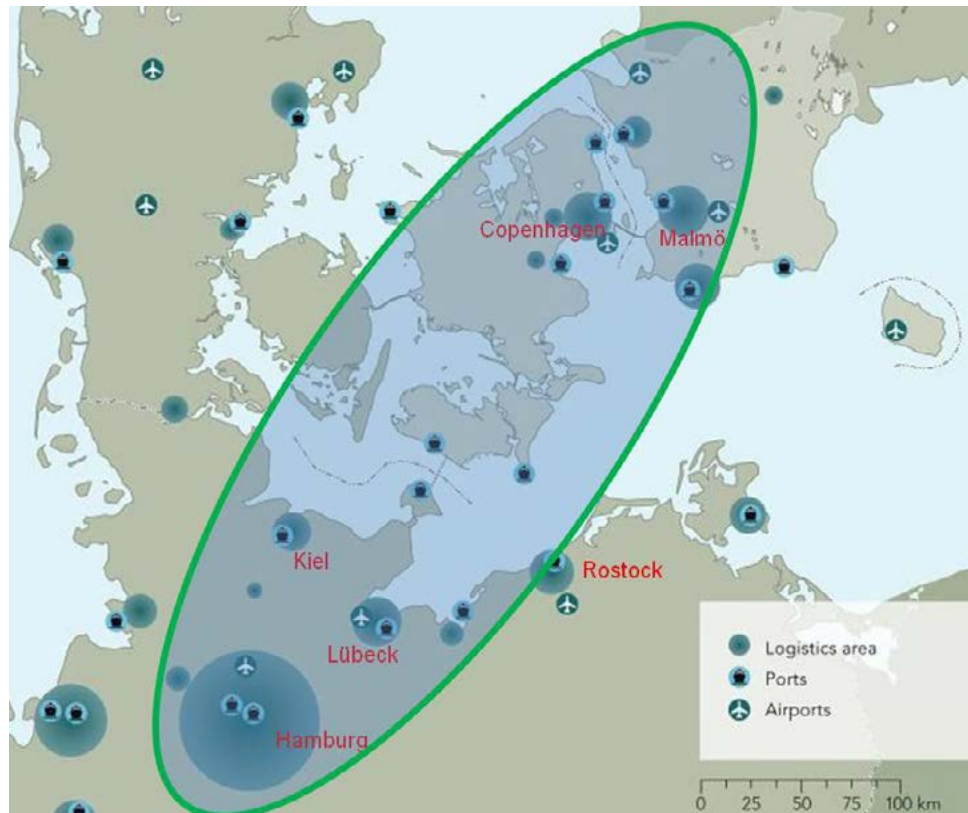 Copenhagen
Malmö
Kiel
Rostock
Lübeck
Hamburg
Logistics area
Ports
Airports
0 25 50 75 100 km